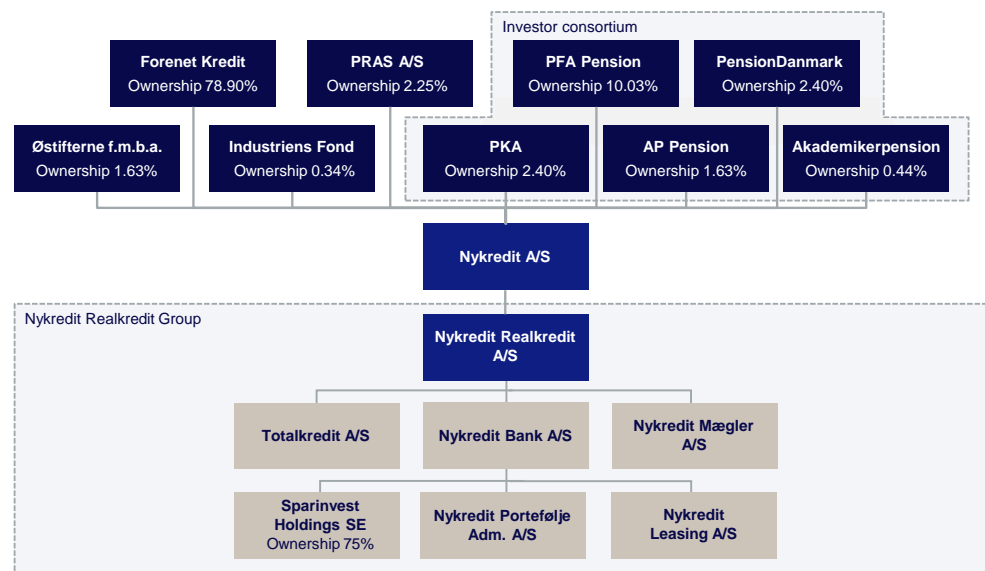 Investor consortium
Forenet Kredit
Ownership 78.90%
PRAS A/S
Ownership 2.25%
PFA Pension
Ownership 10.03%
PensionDanmark
Ownership 2.40%
Østifterne f.m.b.a.
Ownership 1.63%
Industriens Fond
Ownership 0.34%
PKA
Ownership 2.40%
AP Pension
Ownership 1.63%
Akademikerpension
Ownership 0.44%
Nykredit A/S
Nykredit Realkredit Group
Nykredit Realkredit
A/S
Totalkredit A/S
Nykredit Bank A/S
Nykredit Mægler
A/S
Sparinvest
Holdings SE
Ownership 75%
Nykredit Portefølje
Adm. A/S
Nykredit
Leasing A/S